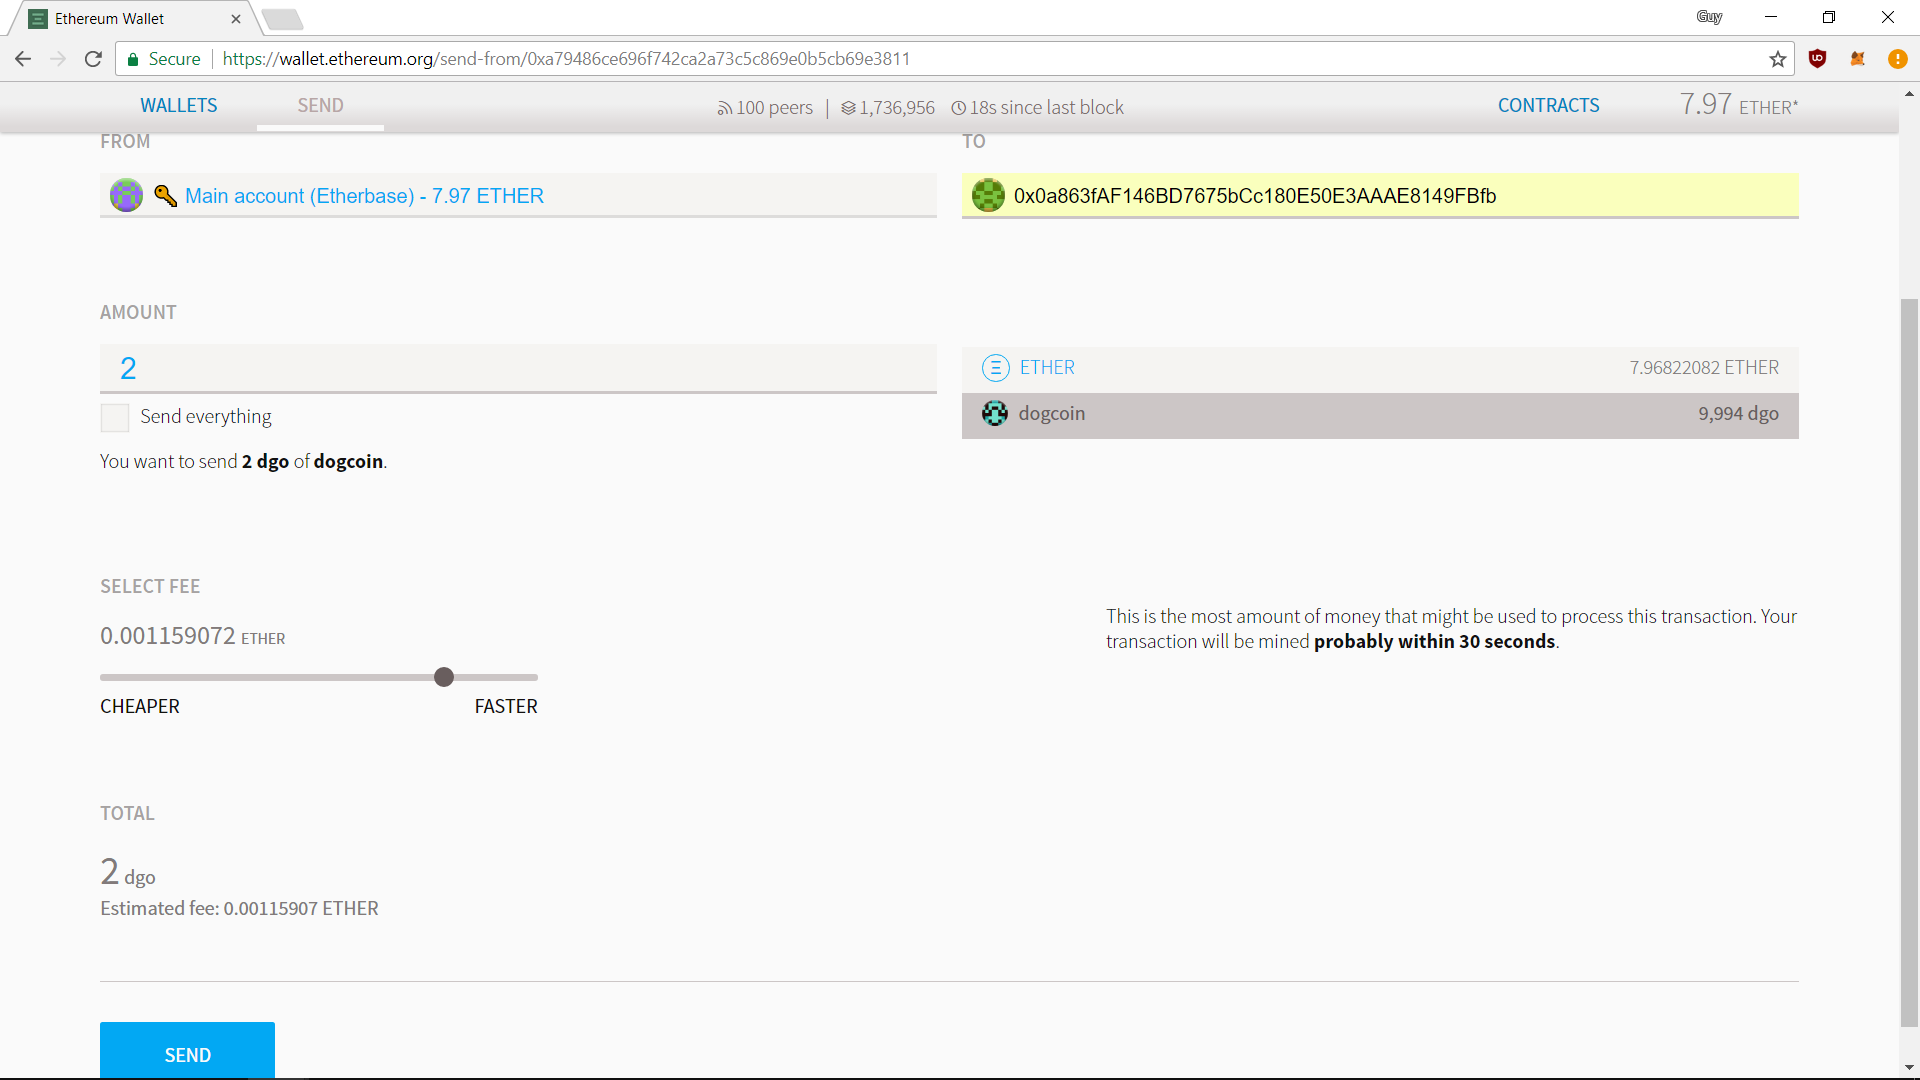 Ethereum Wallet
Guy
Secure
https://wallet.ethereum.org/send-from/0xa79486ce696f742ca2a73c5c869e0b5cb69e3811
WALLETS SEND 100 peers | 1,736,956 18s since last block CONTRACTS 7.97 ETHER*
FROM TO
Main account (Etherbase) - 7.97 ETHER
0x0a863fAF146BD7675bCc180E50E3AAAE8149FBfb
AMOUNT
2
ETHER 7.96822082 ETHER
dogcoin 9,994 dgo
Send everything
You want to send 2 dgo of dogcoin.
SELECT FEE
0.001159072 ETHER
CHEAPER FASTER
This is the most amount of money that might be used to process this transaction. Your
transaction will be mined probably within 30 seconds.
TOTAL
2 dgo
Estimated fee: 0.00115907 ETHER
SEND